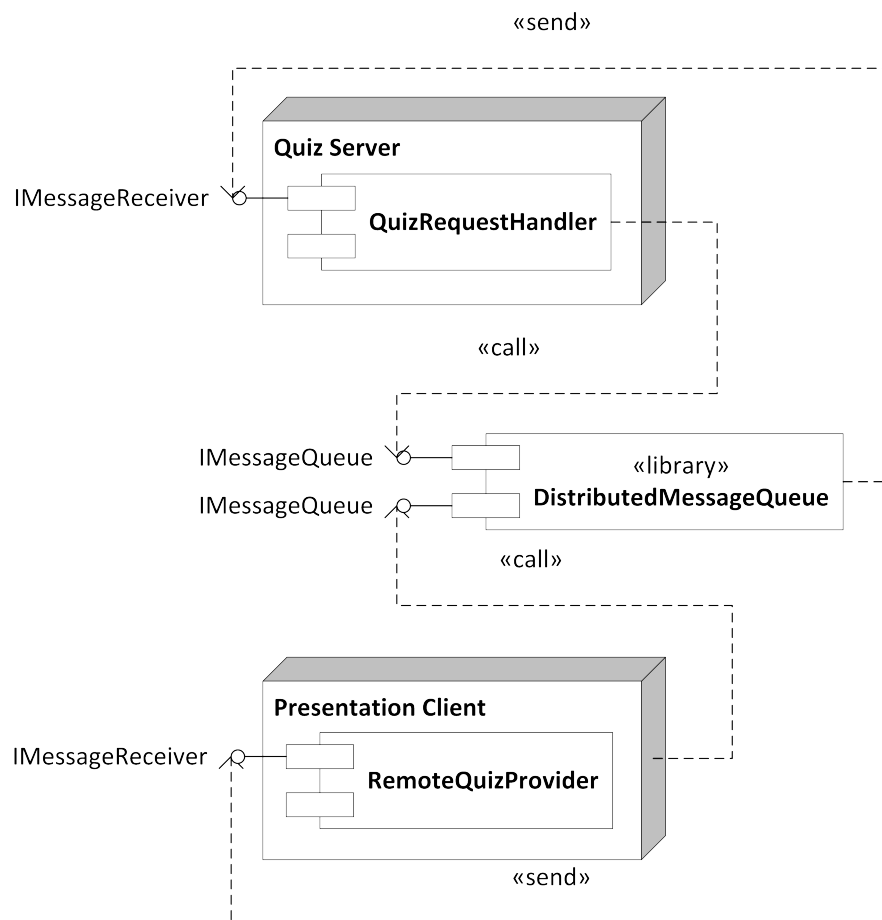 «send»
Quiz Server
IMessageReceiver
QuizRequestHandler
«call»
IMessageQueue
«library»
IMessageQueue
DistributedMessageQueue
«call»
Presentation Client
IMessageReceiver
RemoteQuizProvider
«send»